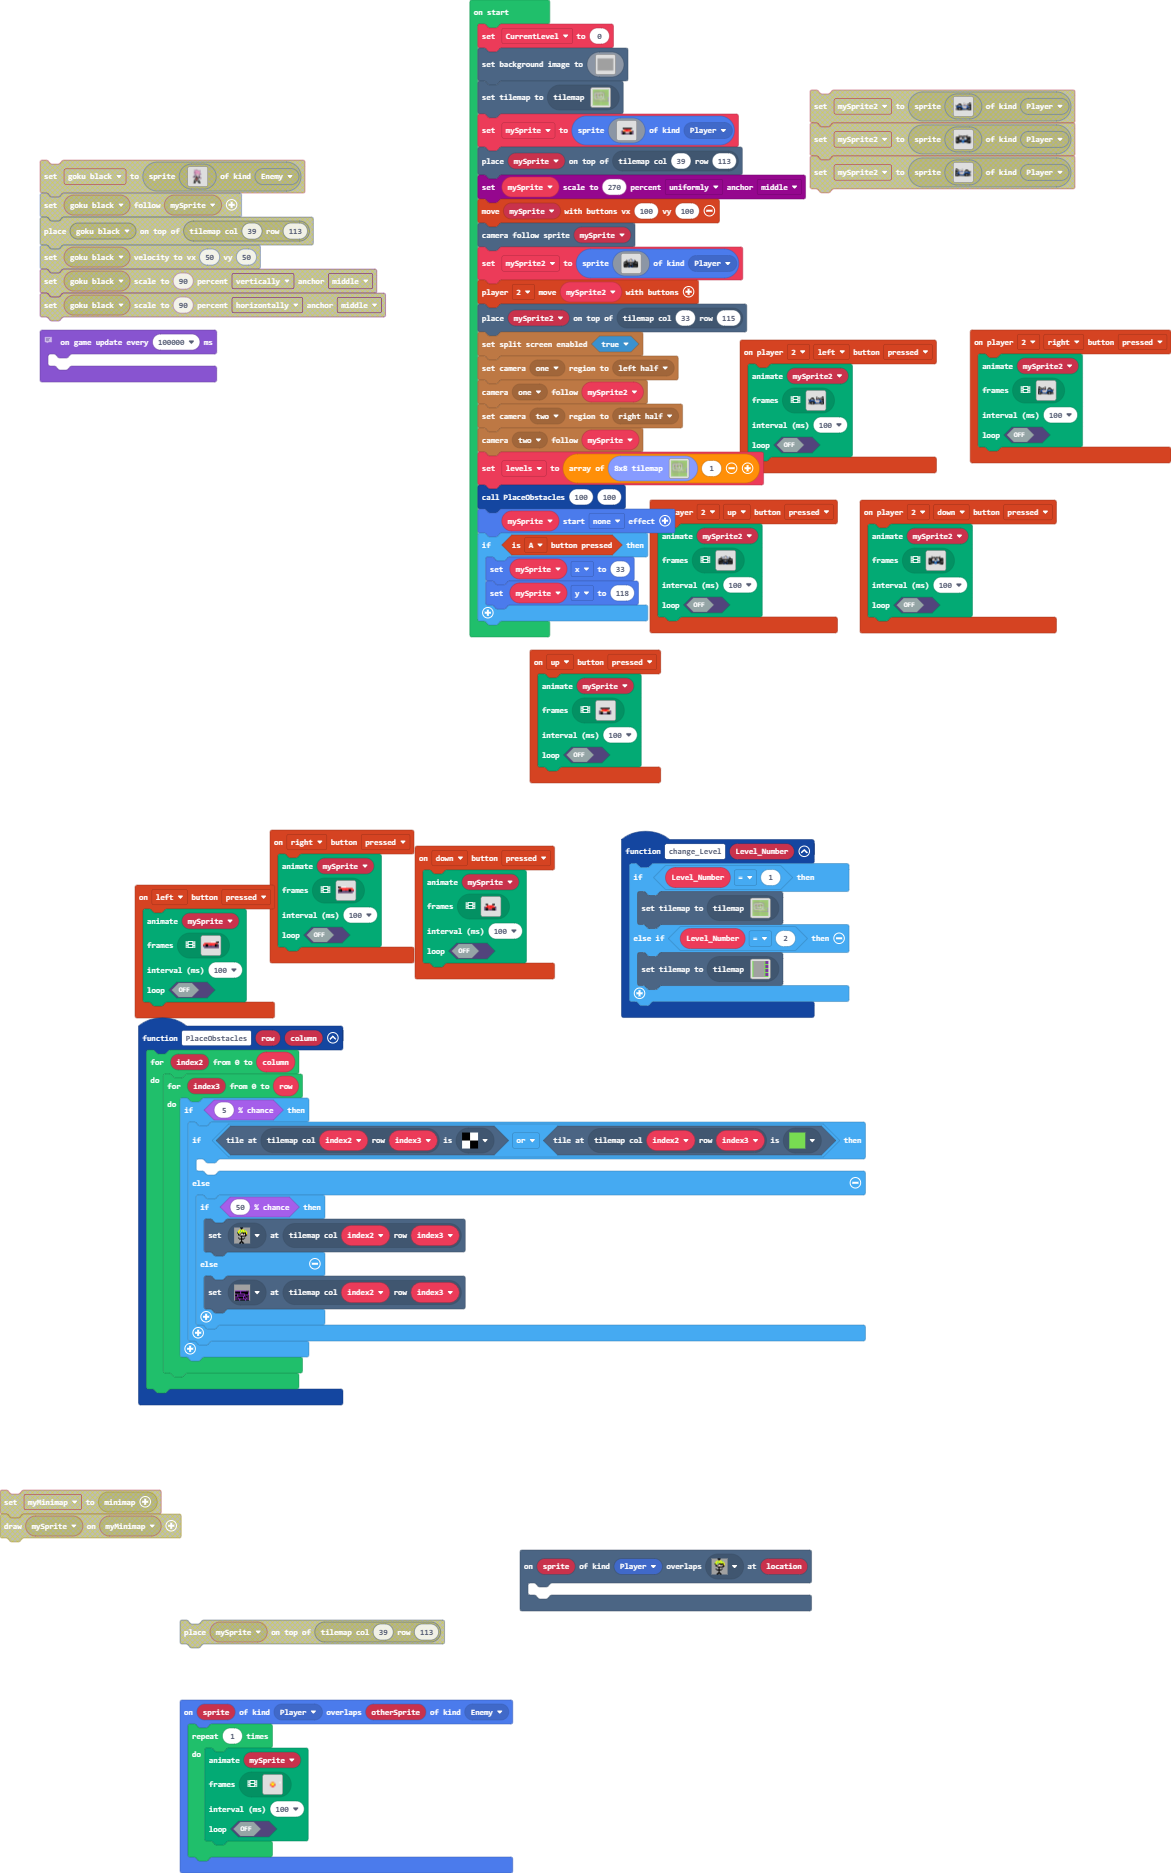 on start
set CurrentLevel to 0
set background image to
set tilemap to tilemap
set mySprite to sprite of kind Player
place mySprite on top of tilemap col 39 row 113
set mySprite scale to 270 percent uniformly anchor middle
move mySprite with buttons vx 100 vy 100
camera follow sprite mySprite
set mySprite2 to sprite of kind Player
player 2 move mySprite2 with buttons
place mySprite2 on top of tilemap col 33 row 115
set split screen enabled true
set camera one region to left half
camera one follow mySprite2
set camera two region to right half
camera two follow mySprite
set levels to array of 8x8 tilemap 1
call PlaceObstacles 100 100
mySprite start none effect
if is A button pressed then
set mySprite x to 33
set mySprite y to 118
set mySprite2 to sprite of kind Player
set mySprite2 to sprite of kind Player
set mySprite2 to sprite of kind Player
set goku black to sprite of kind Enemy
set goku black follow mySprite
place goku black on top of tilemap col 39 row 113
set goku black velocity to vx 50 vy 50
set goku black scale to 90 percent vertically anchor middle
set goku black scale to 90 percent horizontally anchor middle
on game update every 100000 ms
on player 2 left button pressed
animate mySprite2
frames
interval (ms) 100
loop OFF
on player 2 right button pressed
animate mySprite2
frames
interval (ms) 100
loop OFF
ayer 2 up button pressed
animate mySprite2
frames
interval (ms) 100
loop OFF
on player 2 down button pressed
animate mySprite2
frames
interval (ms) 100
loop OFF
on up button pressed
animate mySprite
frames
interval (ms) 100
loop OFF
on right button pressed
animate mySprite
frames
interval (ms) 100
loop OFF
on down button pressed
animate mySprite
frames
interval (ms) 100
loop OFF
on left button pressed
animate mySprite
frames
interval (ms) 100
loop OFF
function change_Level Level_Number
if Level_Number = 1 then
set tilemap to tilemap
else if Level_Number = 2 then
set tilemap to tilemap
function PlaceObstacles row column
for index2 from 0 to column
do for index3 from 0 to row
do if 5 % chance then
if tile at tilemap col index2 row index3 is or tile at tilemap col index2 row index3 is then
else
if 50 % chance then
set at tilemap col index2 row index3
else
set at tilemap col index2 row index3
set myMinimap to minimap
draw mySprite on myMinimap
on sprite of kind Player overlaps at location
place mySprite on top of tilemap col 39 row 113
on sprite of kind Player overlaps otherSprite of kind Enemy
repeat 1 times
do animate mySprite
frames
interval (ms) 100
loop OFF